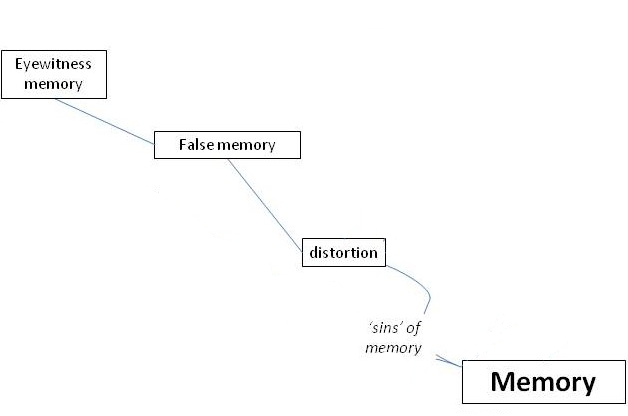 Eyewitness
memory
False memory
distortion
‘sins’ of
memory
Memory